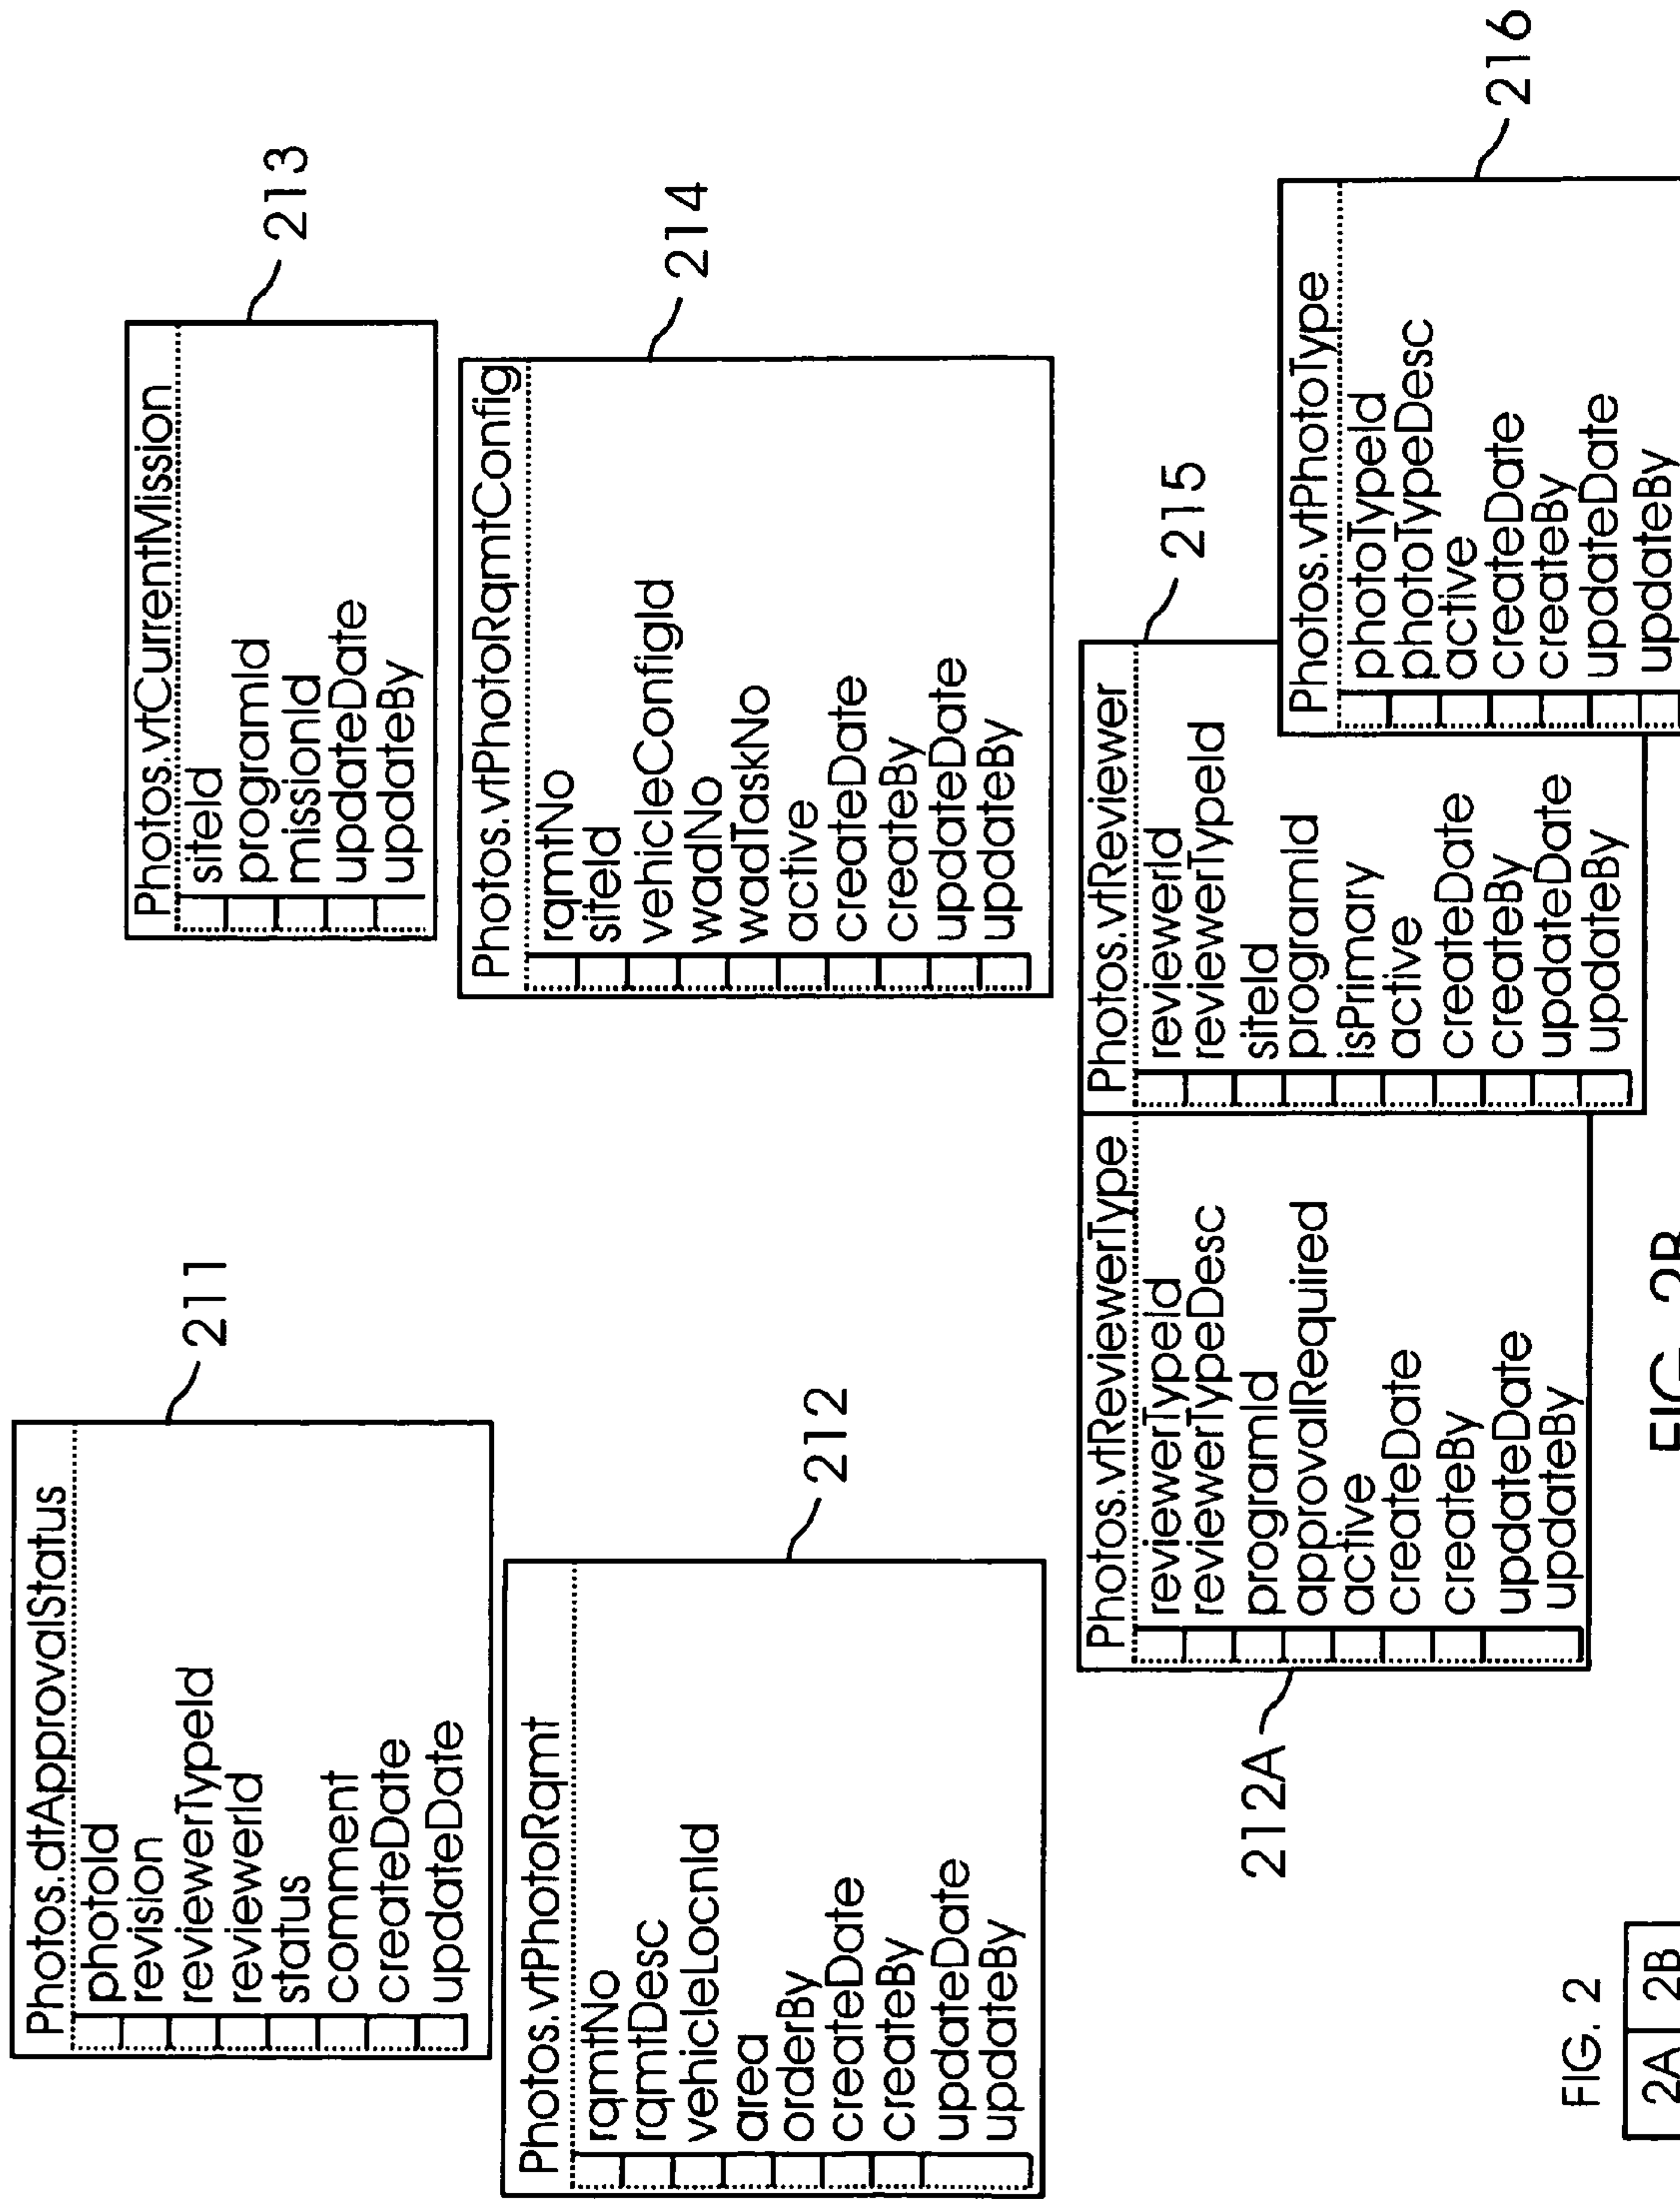 Photos.dtApprovalStatus
photoId
revision
reviewerTypeId
reviewerId
status
comment
createDate
updateDate
211
Photos.vtPhotoRqmt
rqmtNo
rqmtDesc
vehicleLocnId
area
orderBy
createDate
createBy
updateDate
updateBy
212
Photos.vtCurrentMission
siteId
programId
missionId
updateDate
updateBy
213
Photos.vtPhotoRqmtConfig
rqmtNo
siteId
vehicleConfigId
wadNo
wadTaskNo
active
createDate
createBy
updateDate
updateBy
214
212A
Photos.vtReviewerType
reviewerTypeId
reviewerTypeDesc
programId
approvalRequired
active
createDate
createBy
updateDate
updateBy
Photos.vtReviewer
reviewerId
reviewerTypeId
siteId
programId
isPrimary
active
createDate
createBy
updateDate
updateBy
215
Photos.vtPhotoType
photoTypeId
photoTypeDesc
active
createDate
createBy
updateDate
updateBy
216
FIG. 2
2A 2B
FIG. 2B